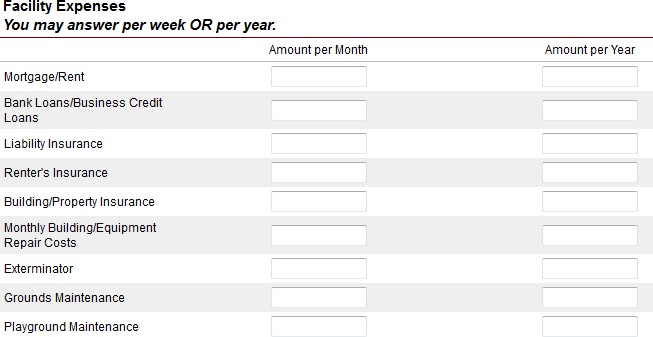 Facility Expenses
You may answer per week OR per year.
Amount per Month Amount per Year
Mortgage/Rent
Bank Loans/Business Credit
Loans
Liability Insurance
Renter's Insurance
Building/Property Insurance
Monthly Building/Equipment
Repair Costs
Exterminator
Grounds Maintenance
Playground Maintenance